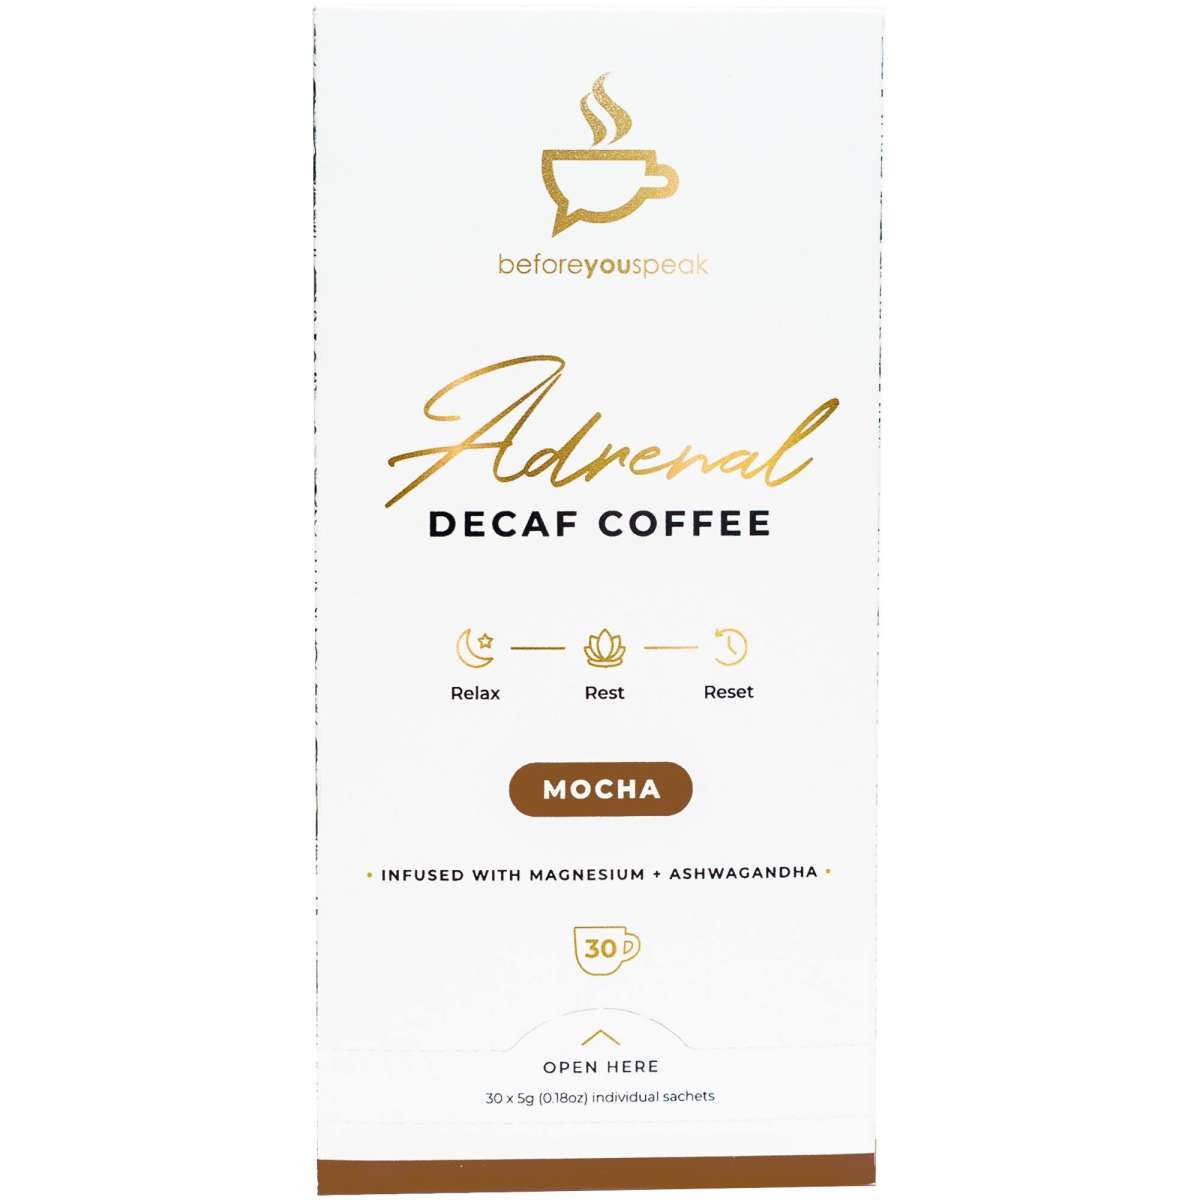 beforeyouspeak
Adrenal
DECAF COFFEE
Relax Rest Reset
MOCHA
• INFUSED WITH MAGNESIUM + ASHWAGANDHA •
30
OPEN HERE
30 x 5g (0.18oz) individual sachets